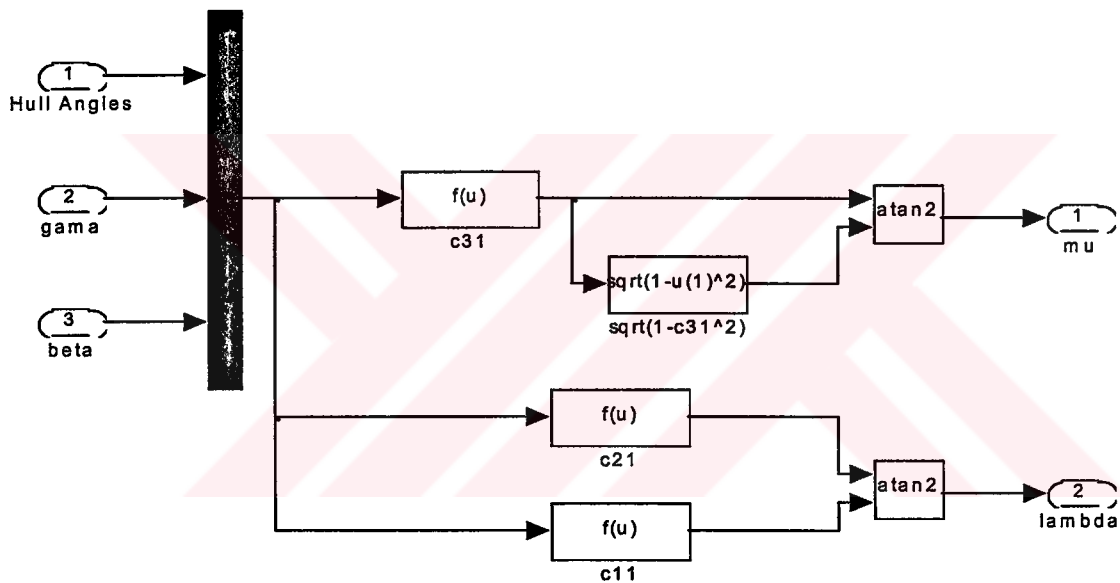 1
Hull Angles
2
gama
3
beta
f(u)
c31
sqrt(1-u(1)^2)
sqrt(1-c31^2)
atan2
1
mu
f(u)
c21
f(u)
c11
atan2
2
lambda